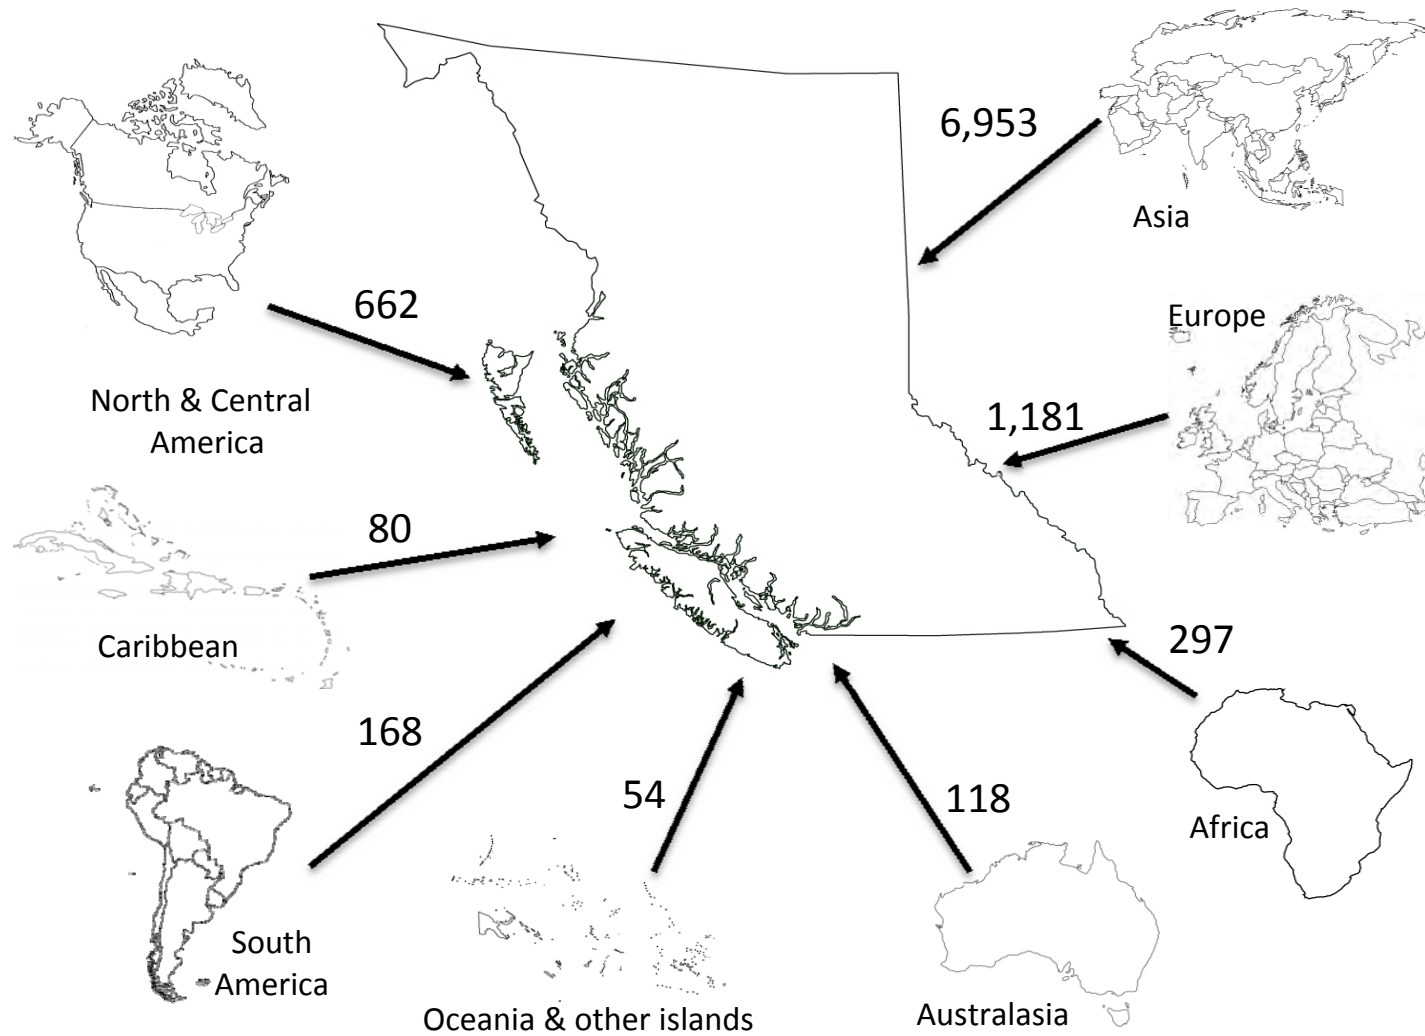 6,953
Asia
662
North & Central
America
Europe
1,181
80
Caribbean
297
Africa
168
South
America
54
Oceania & other islands
118
Australasia